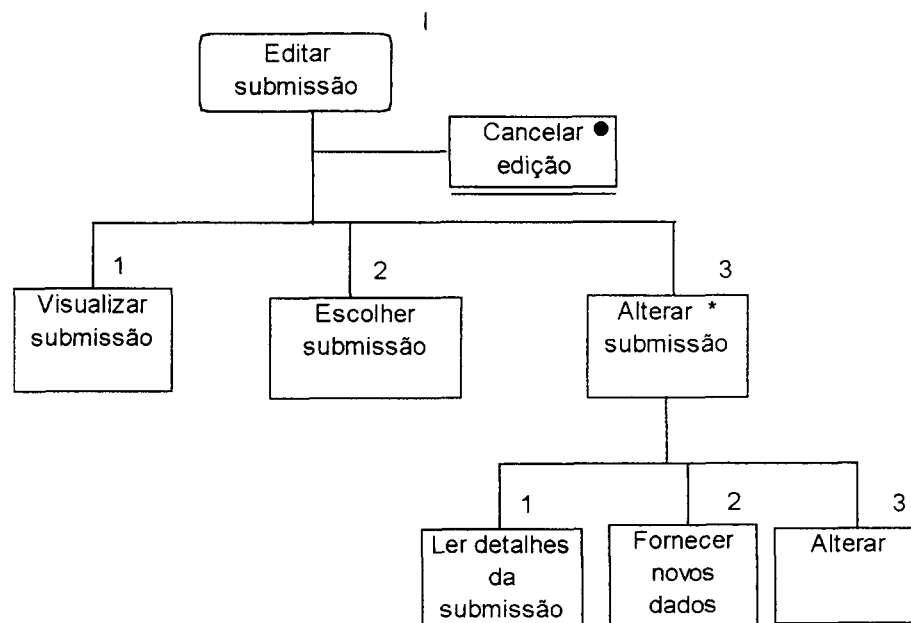 Editar
submissão
Cancelar
edição
1
Visualizar
submissão
2
Escolher
submissão
3
Alterar *
submissão
1
Ler detalhes
da
submissão
2
Fornecer
novos
dados
3
Alterar